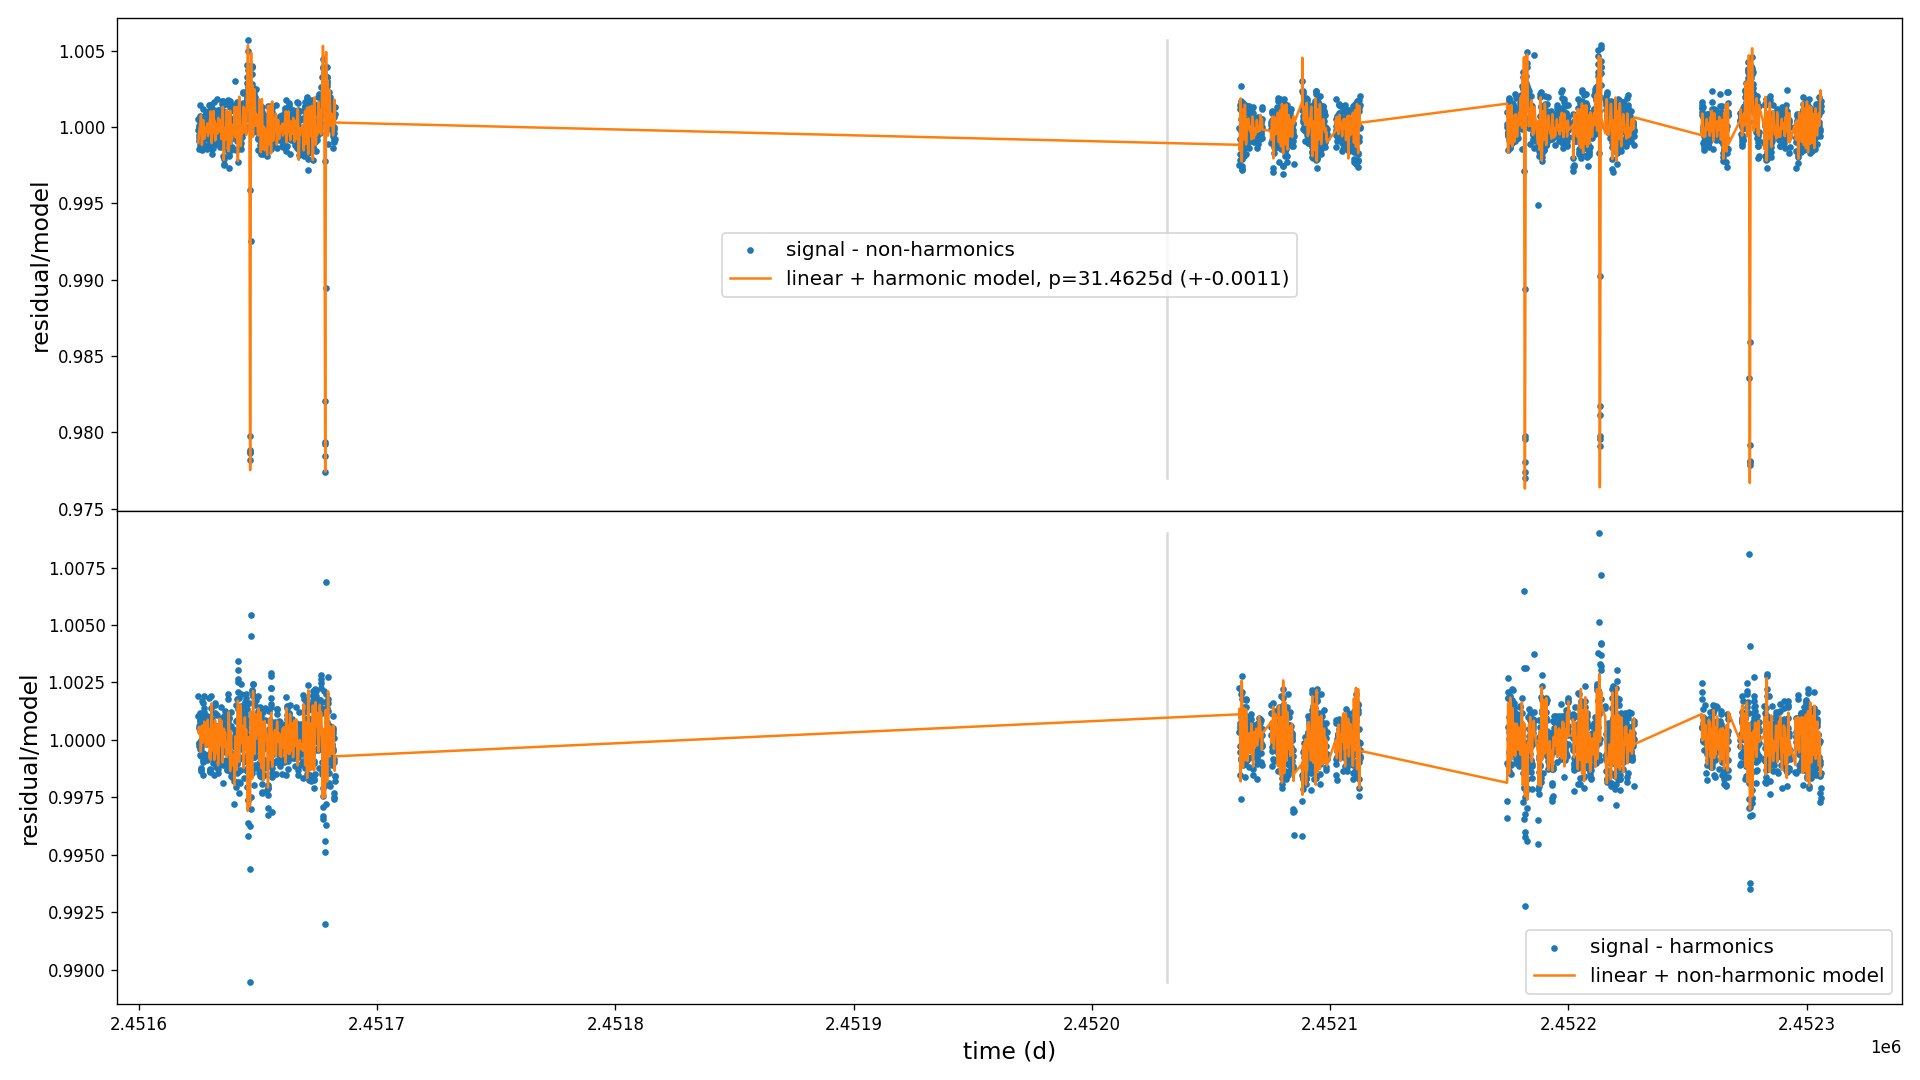 1.005
1.000
0.995
0.990
0.985
0.980
0.975
residual/model
signal - non-harmonics
linear + harmonic model, p=31.4625d (+-0.0011)
1.0075
1.0050
1.0025
1.0000
0.9975
0.9950
0.9925
0.9900
residual/model
signal - harmonics
linear + non-harmonic model
2.4516 2.4517 2.4518 2.4519 2.4520 2.4521 2.4522 2.4523
1e6
time (d)